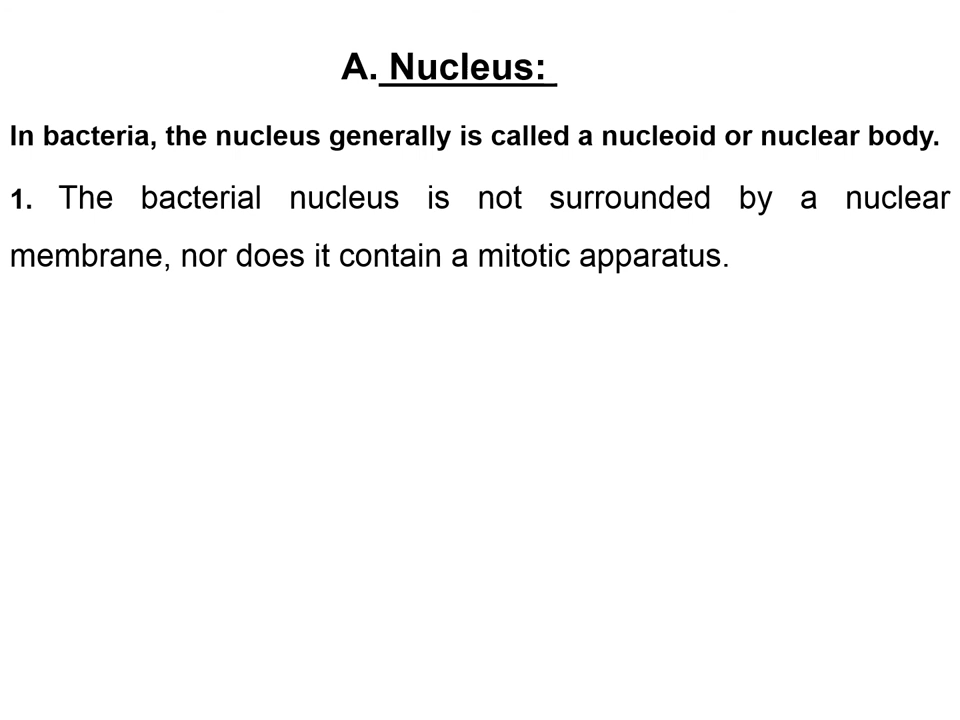 A. Nucleus:
In bacteria, the nucleus generally is called a nucleoid or nuclear body.
1. The bacterial nucleus is not surrounded by a nuclear
membrane, nor does it contain a mitotic apparatus.